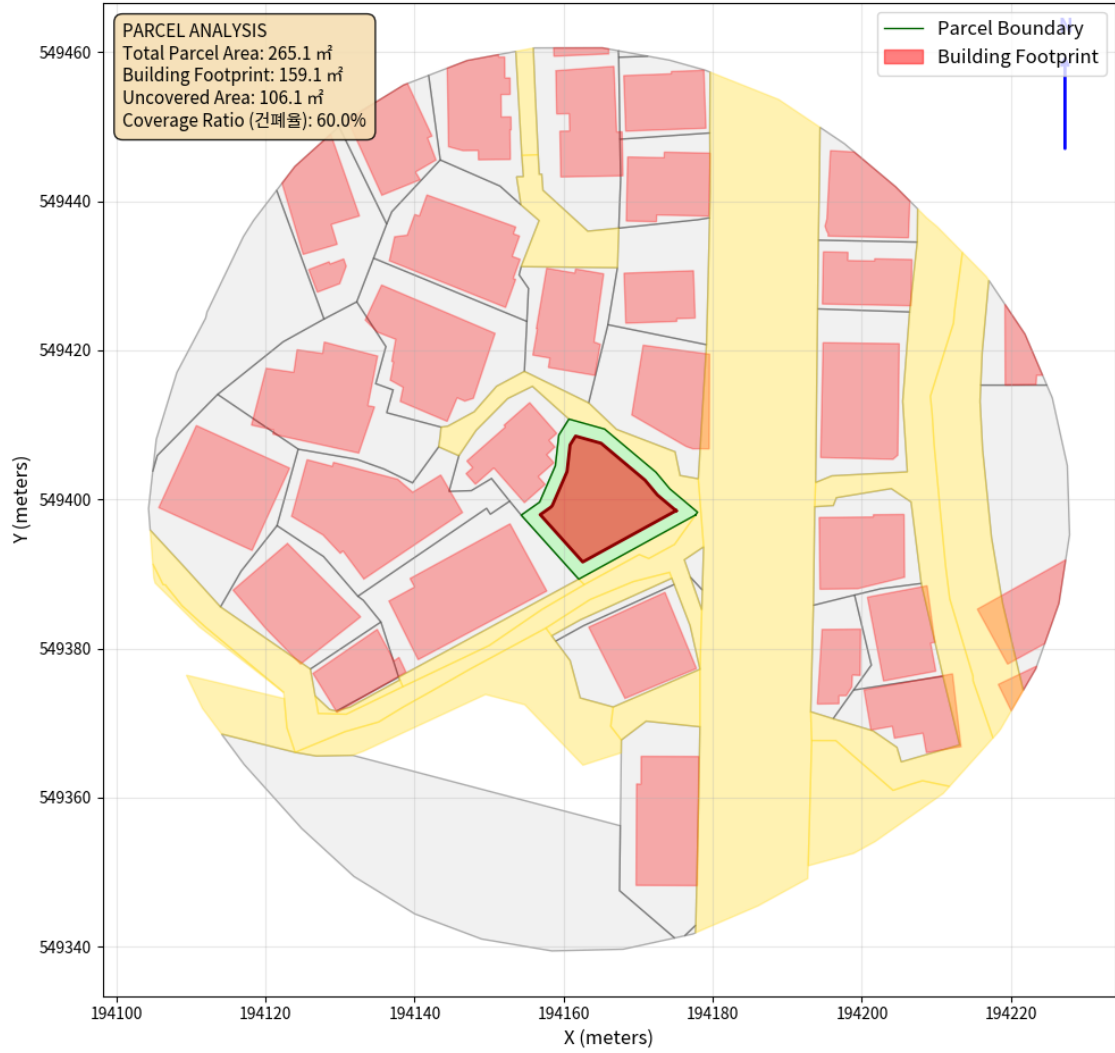 PARCEL ANALYSIS
Total Parcel Area: 265.1 ㎡
Building Footprint: 159.1 ㎡
Uncovered Area: 106.1 ㎡
Coverage Ratio (건폐율): 60.0%
Parcel Boundary
Building Footprint
N
549460
549440
549420
549400
549380
549360
549340
Y (meters)
194100
194120
194140
194160
194180
194200
194220
X (meters)